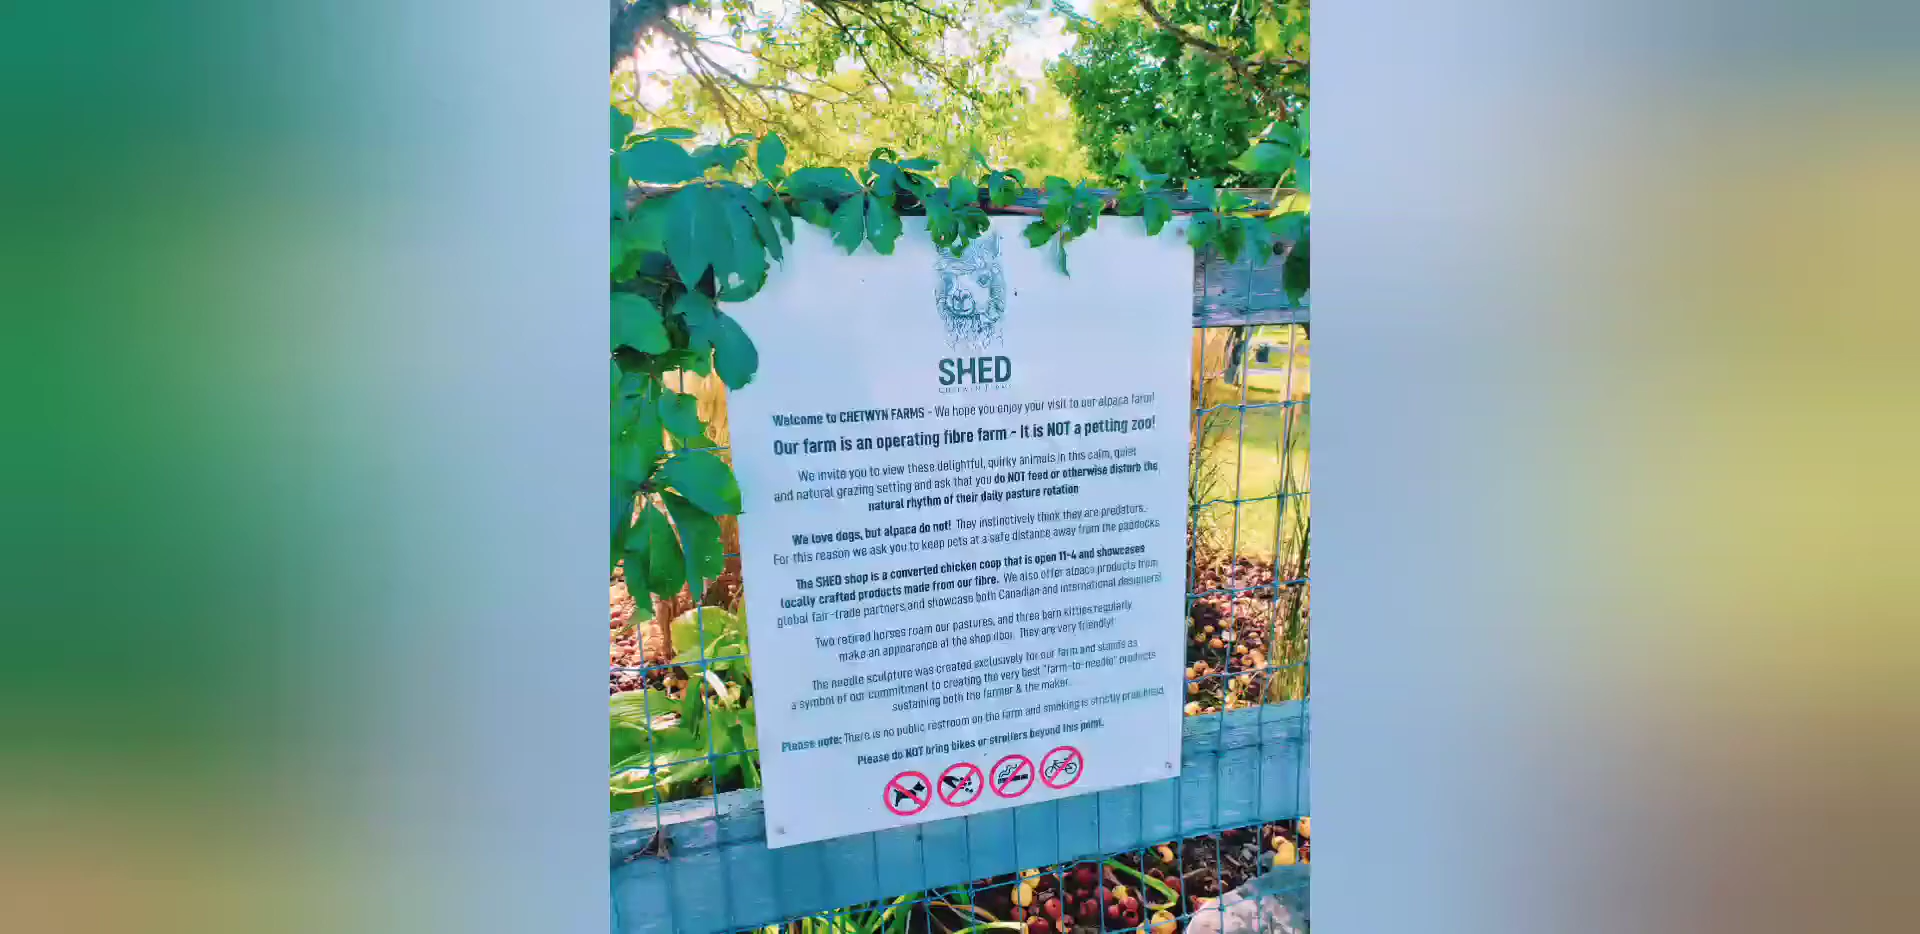 SHED
CHETWYN FARMS
Welcome to CHETWYN FARMS - We hope you enjoy your visit to our alpaca farm!
Our farm is an operating fibre farm - It is NOT a petting zoo!
We invite you to view these delightful, quirky animals in this calm, quiet
and natural grazing setting and ask that you do NOT feed or otherwise disturb the
natural rhythm of their daily pasture rotation
We love dogs, but alpaca do not! They instinctively think they are predators.
For this reason we ask you to keep pets at a safe distance away from the paddocks
The SHED shop is a converted chicken coop that is open 11-4 and showcases
locally crafted products made from our fibre. We also offer alpaca products from
global fair-trade partners and showcase both Canadian and international designers!
Two retired horses roam our pastures, and three barn kitties regularly
make an appearance at the shop door. They are very friendly!
The needle sculpture was created exclusively for our farm and stands as
a symbol of our commitment to creating the very best "farm-to-needle" products
sustaining both the farmer & the maker.
Please note: There is no public restroom on the farm and smoking is strictly prohibited
Please do NOT bring bikes or strollers beyond this point.